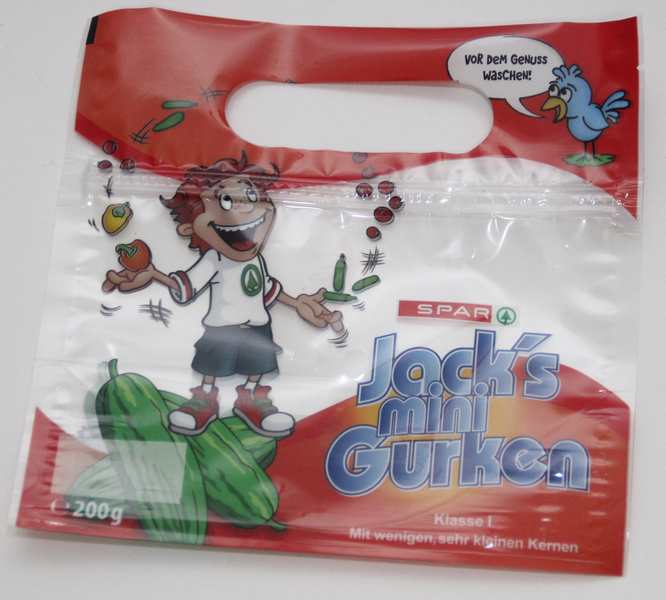 VOR DEM GENUSS
WASCHEN!
SPAR
Jack's
mini
Gurken
℮ 200g
Klasse I
Mit wenigen, sehr kleinen Kernen